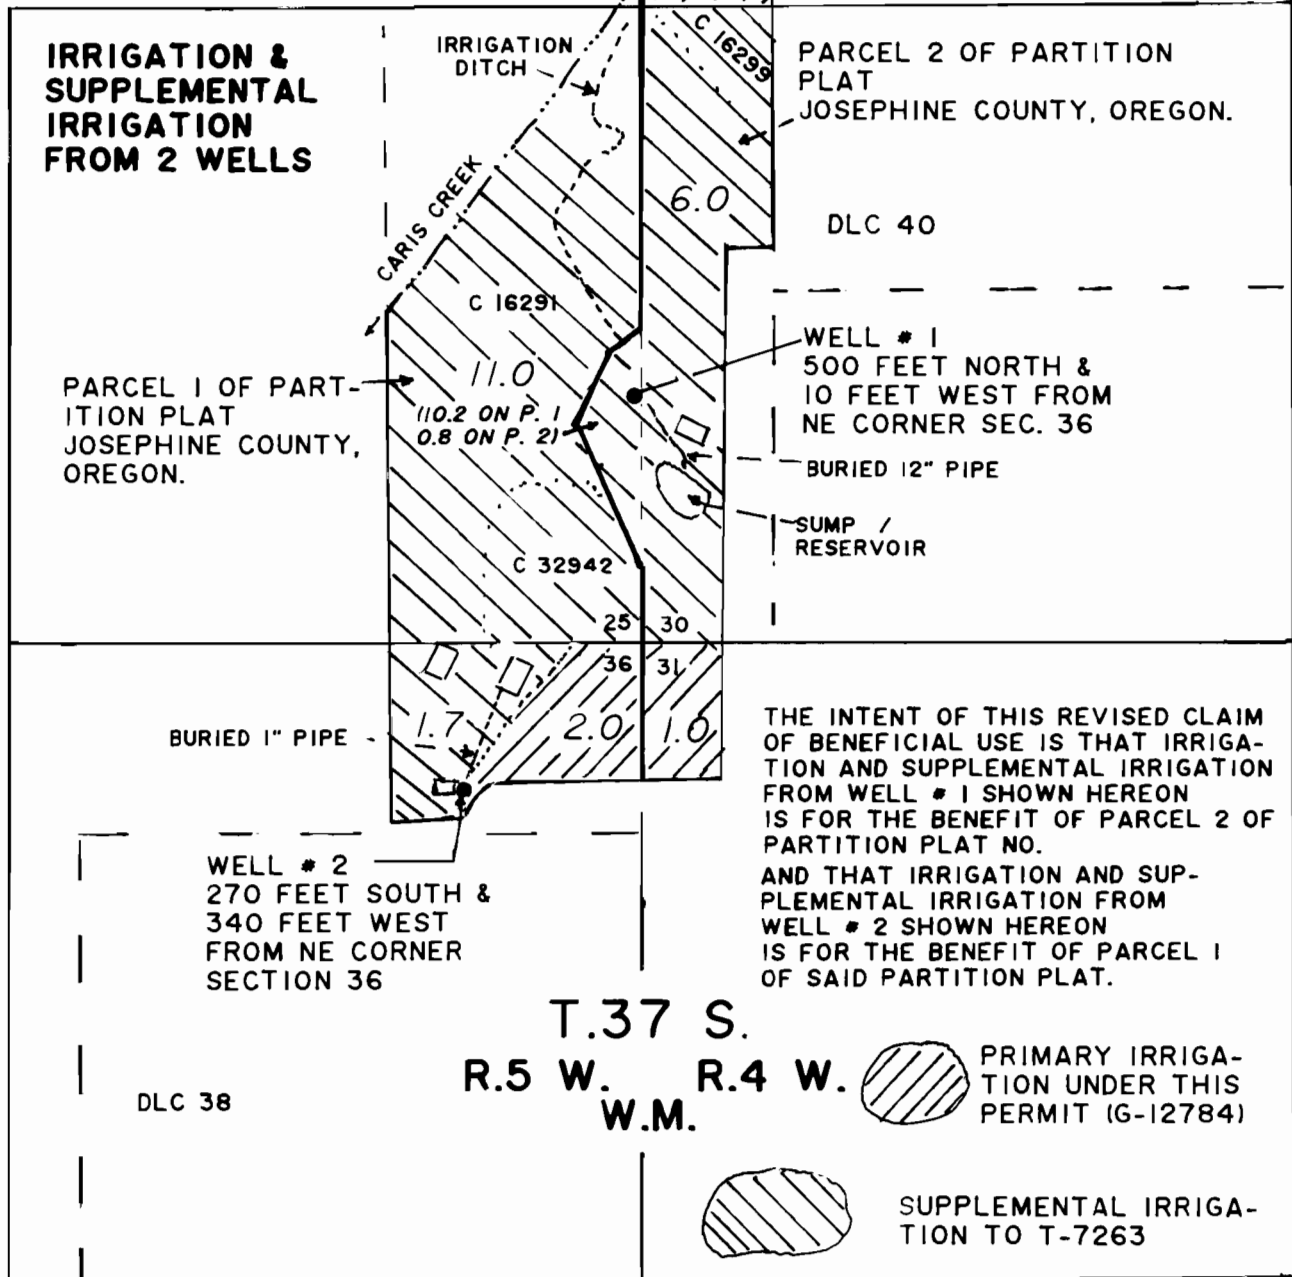 IRRIGATION &
SUPPLEMENTAL
IRRIGATION
FROM 2 WELLS
IRRIGATION
DITCH
C 16299
PARCEL 2 OF PARTITION
PLAT
JOSEPHINE COUNTY, OREGON.
CARIS CREEK
6.0
DLC 40
C 16291
PARCEL 1 OF PART-
ITION PLAT
JOSEPHINE COUNTY,
OREGON.
11.0
(10.2 ON P. 1
0.8 ON P. 2)
WELL # 1
500 FEET NORTH &
10 FEET WEST FROM
NE CORNER SEC. 36
BURIED 12" PIPE
SUMP /
RESERVOIR
C 32942
25 30
36 31
BURIED 1" PIPE
1.7
2.0
1.0
THE INTENT OF THIS REVISED CLAIM
OF BENEFICIAL USE IS THAT IRRIGA-
TION AND SUPPLEMENTAL IRRIGATION
FROM WELL # 1 SHOWN HEREON
IS FOR THE BENEFIT OF PARCEL 2 OF
PARTITION PLAT NO.
AND THAT IRRIGATION AND SUP-
PLEMENTAL IRRIGATION FROM
WELL # 2 SHOWN HEREON
IS FOR THE BENEFIT OF PARCEL 1
OF SAID PARTITION PLAT.
WELL # 2
270 FEET SOUTH &
340 FEET WEST
FROM NE CORNER
SECTION 36
T.37 S.
R.5 W. R.4 W.
W.M.
DLC 38
PRIMARY IRRIGA-
TION UNDER THIS
PERMIT (G-12784)
SUPPLEMENTAL IRRIGA-
TION TO T-7263